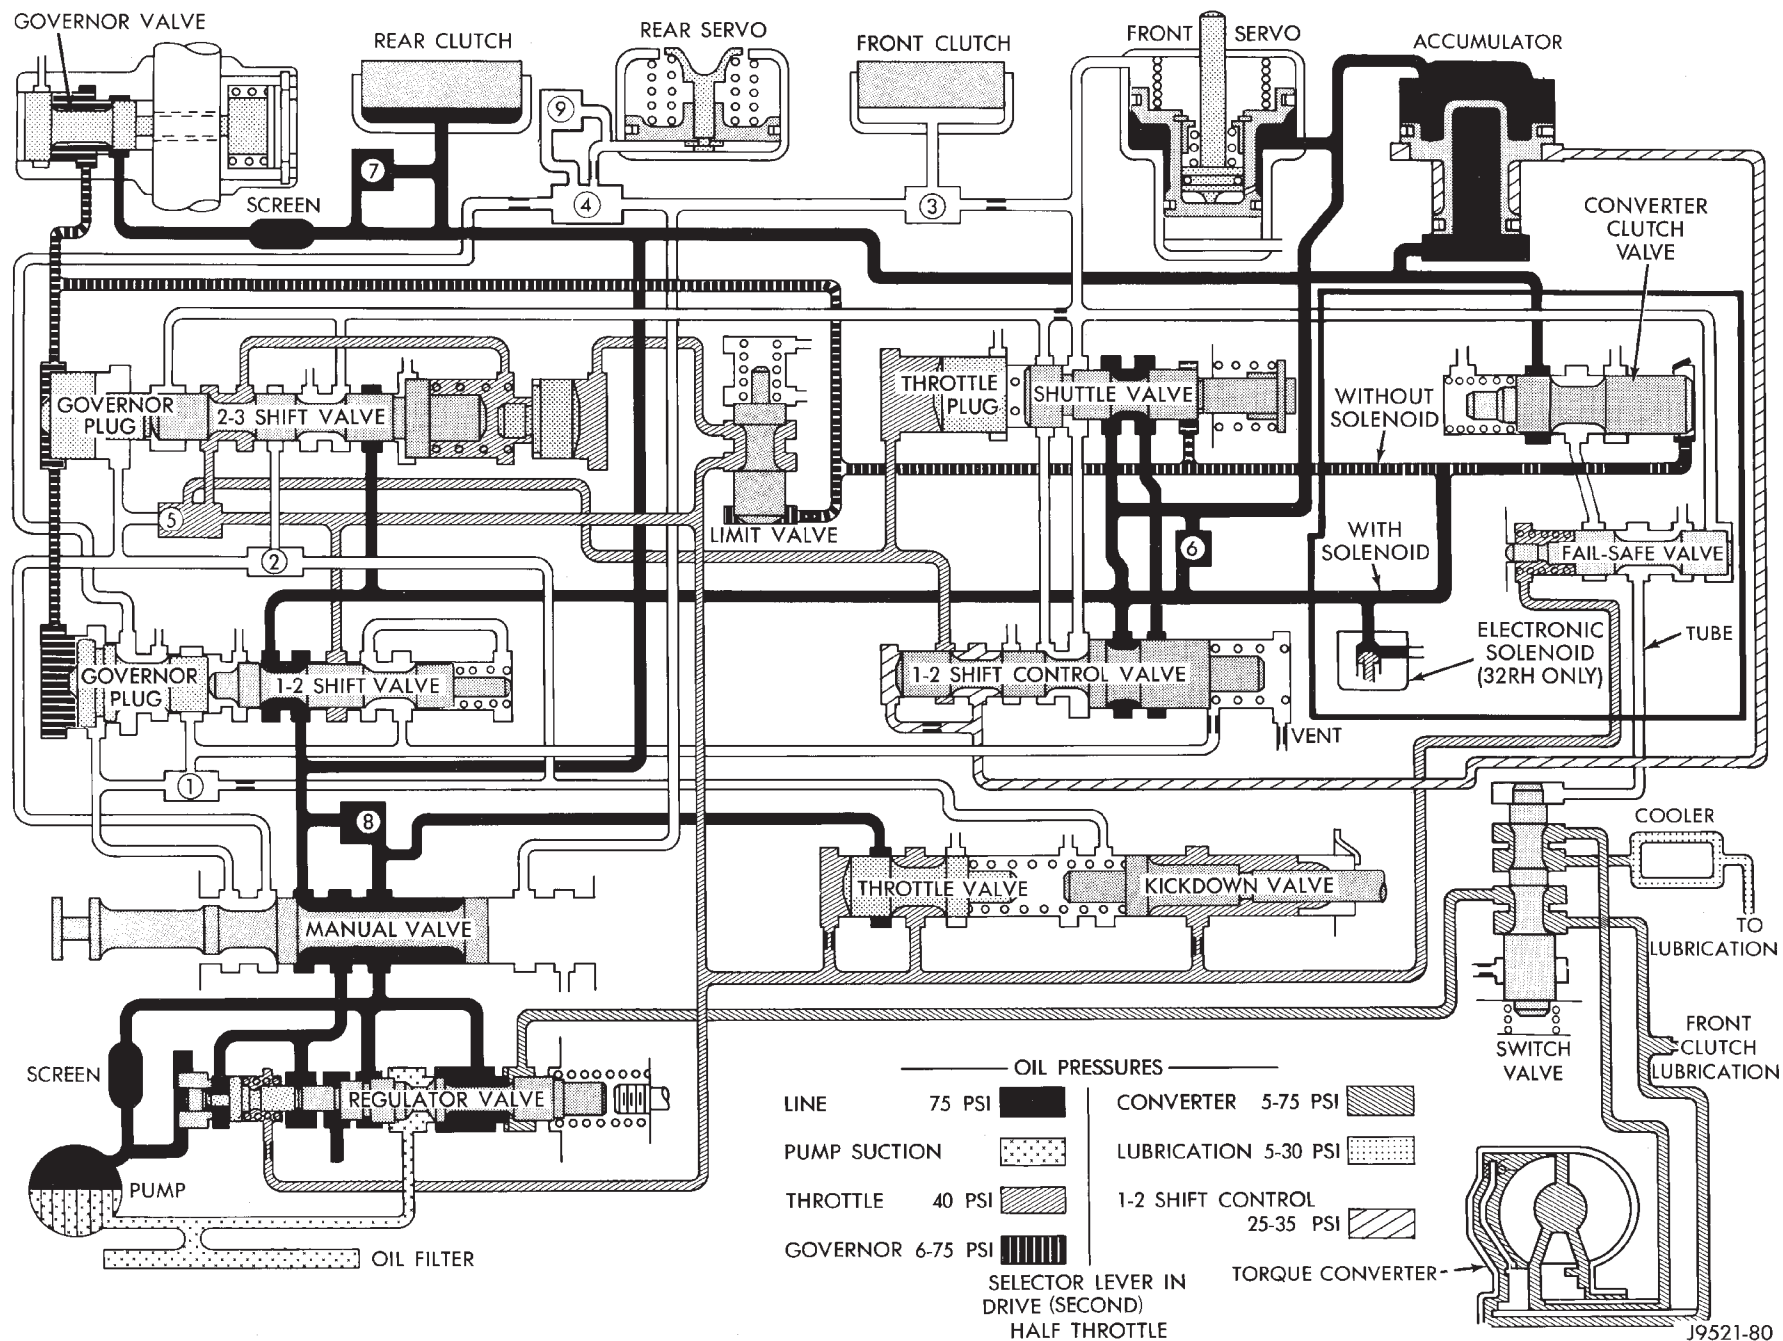 GOVERNOR VALVE
REAR CLUTCH
REAR SERVO
FRONT CLUTCH
FRONT SERVO
ACCUMULATOR
9
7
SCREEN
4
3
CONVERTER
CLUTCH
VALVE
GOVERNOR
PLUG
2-3 SHIFT VALVE
THROTTLE
PLUG
SHUTTLE VALVE
WITHOUT
SOLENOID
5
LIMIT VALVE
2
6
WITH
SOLENOID
FAIL-SAFE VALVE
GOVERNOR
PLUG
1-2 SHIFT VALVE
1-2 SHIFT CONTROL VALVE
ELECTRONIC
SOLENOID
(32RH ONLY)
TUBE
VENT
1
8
COOLER
THROTTLE VALVE
KICKDOWN VALVE
MANUAL VALVE
TO
LUBRICATION
SWITCH
VALVE
FRONT
CLUTCH
LUBRICATION
SCREEN
REGULATOR VALVE
PUMP
OIL FILTER
OIL PRESSURES
LINE 75 PSI
PUMP SUCTION
THROTTLE 40 PSI
GOVERNOR 6-75 PSI
CONVERTER 5-75 PSI
LUBRICATION 5-30 PSI
1-2 SHIFT CONTROL
25-35 PSI
SELECTOR LEVER IN
DRIVE (SECOND)
HALF THROTTLE
TORQUE CONVERTER
J9521-80